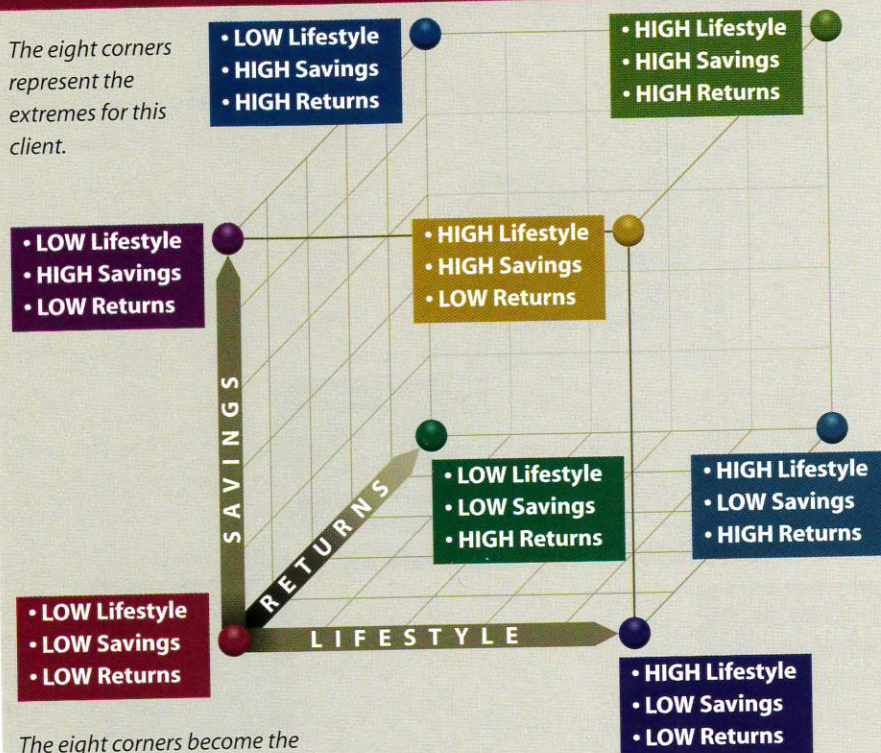 The eight corners
represent the
extremes for this
client.
• LOW Lifestyle
• HIGH Savings
• HIGH Returns
• HIGH Lifestyle
• HIGH Savings
• HIGH Returns
• LOW Lifestyle
• HIGH Savings
• LOW Returns
• HIGH Lifestyle
• HIGH Savings
• LOW Returns
SAVINGS
RETURNS
• LOW Lifestyle
• LOW Savings
• HIGH Returns
• HIGH Lifestyle
• LOW Savings
• HIGH Returns
• LOW Lifestyle
• LOW Savings
• LOW Returns
LIFESTYLE
• HIGH Lifestyle
• LOW Savings
• LOW Returns
The eight corners become the